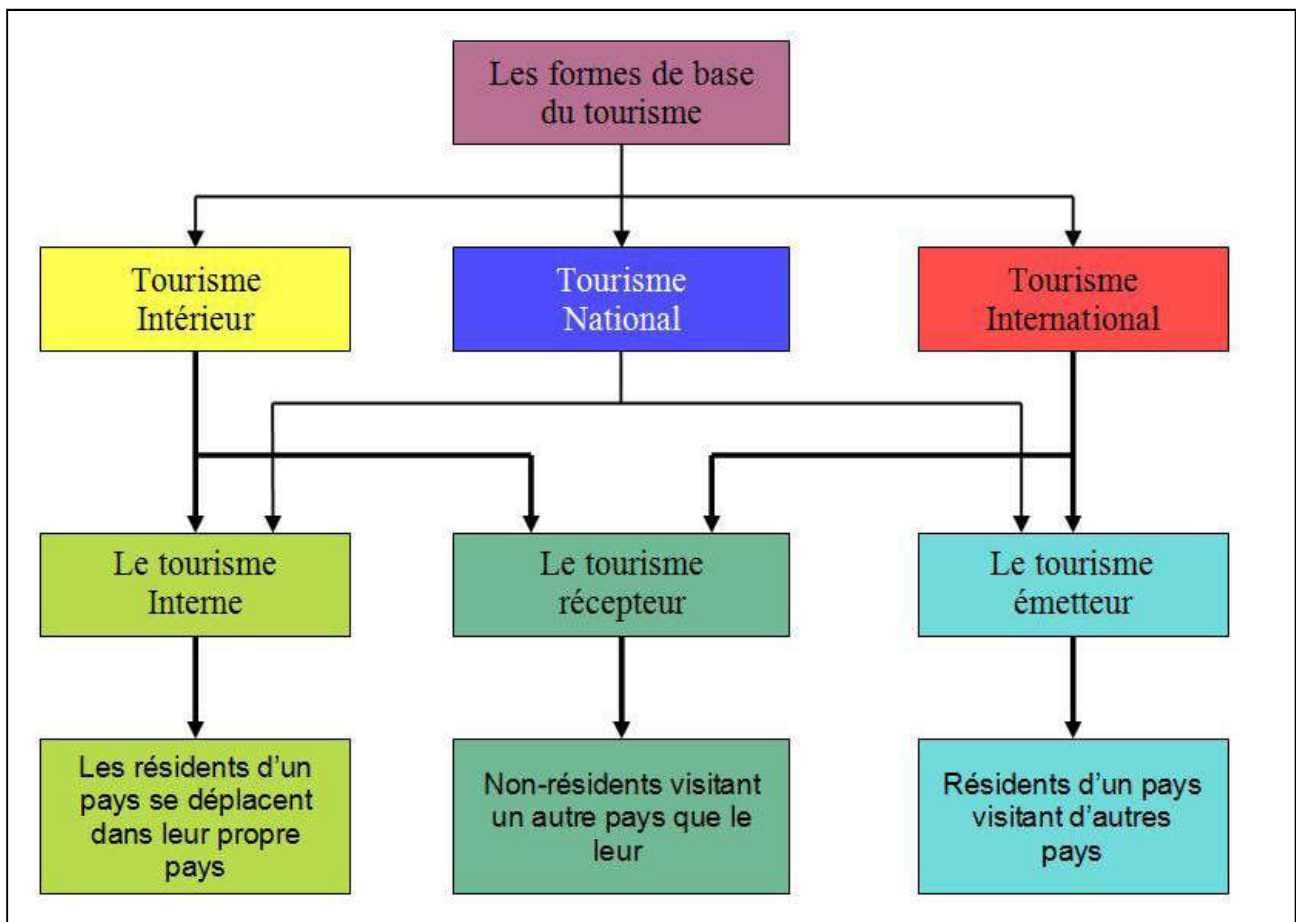 Les formes de base
du tourisme
Tourisme
Intérieur
Tourisme
National
Tourisme
International
Le tourisme
Interne
Le tourisme
récepteur
Le tourisme
émetteur
Les résidents d'un
pays se déplacent
dans leur propre
pays
Non-résidents visitant
un autre pays que le
leur
Résidents d'un pays
visitant d'autres
pays